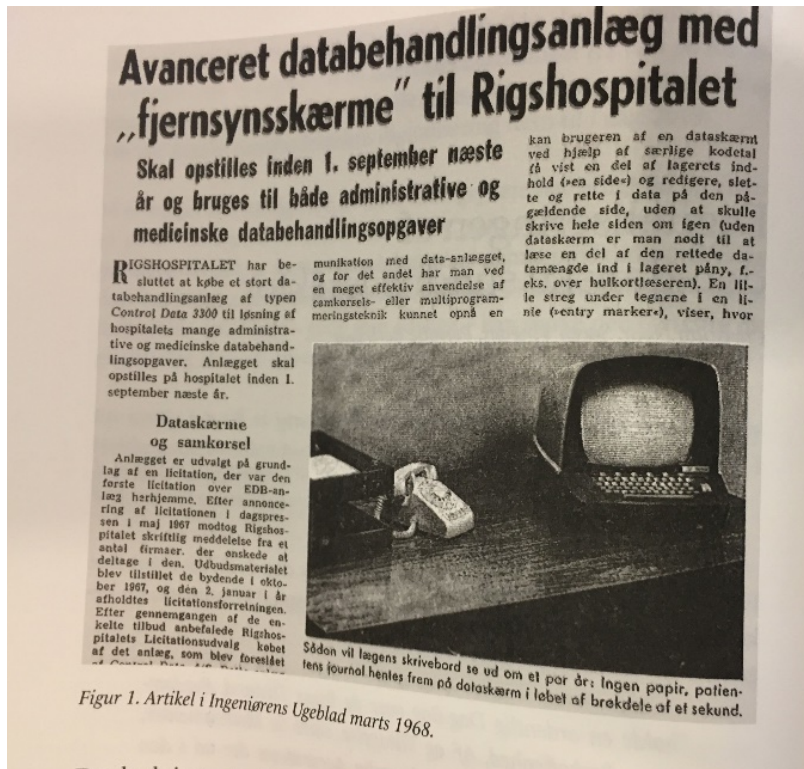 Avanceret databehandlingsanlæg med
„fjernsynsskærme" til Rigshospitalet
Skal opstilles inden 1. september næste
år og bruges til både administrative og
medicinske databehandlingsopgaver
RIGSHOSPITALET har be-
sluttet at købe et stort da-
tabehandlingsanlæg af typen
Control Data 3300 til løsning af
hospitalets mange administra-
tive og medicinske databehand-
lingsopgaver. Anlægget skal
opstilles på hospitalet inden 1.
september næste år.
Dataskærme
og samkørsel
Anlægget er udvalgt på grund-
lag af en licitation, der var den
første licitation over EDB-an-
læg herhjemme. Efter annonce-
ring af licitationen i dagspres-
sen i maj 1967 modtog Rigshos-
pitalet skriftlig meddelelse fra et
antal firmaer, der ønskede at
deltage i den. Udbudsmaterialet
blev tilstillet de bydende i okto-
ber 1967, og den 2. januar i år
afholdtes licitationsforretningen.
Efter gennemgangen af de en-
kelte tilbud anbefalede Rigshos-
pitalets Licitationsudvalg købet
af det anlæg, som blev foreslået
munikation med data-anlægget,
og for det andet har man ved
en meget effektiv anvendelse af
samkørsels- eller multiprogram-
meringsteknik kunnet opnå en
kan brugeren af en dataskærm
ved hjælp af særlige kodetal
få vist en del af lagerets ind-
hold (»en side«) og redigere, slet-
te og rette i data på den på-
gældende side, uden at skulle
skrive hele siden om igen (uden
dataskærm er man nødt til at
læse en del af den rettede da-
tamængde ind i lageret påny, f.-
eks. over hulkortlæseren). En lil-
le streg under tegnene i en li-
nie (»entry marker«), viser, hvor
Sådan vil lægens skrivebord se ud om et par år: Ingen papir, patien-
tens journal hentes frem på dataskærm i løbet af brøkdele af et sekund.
Figur 1. Artikel i Ingeniørens Ugeblad marts 1968.